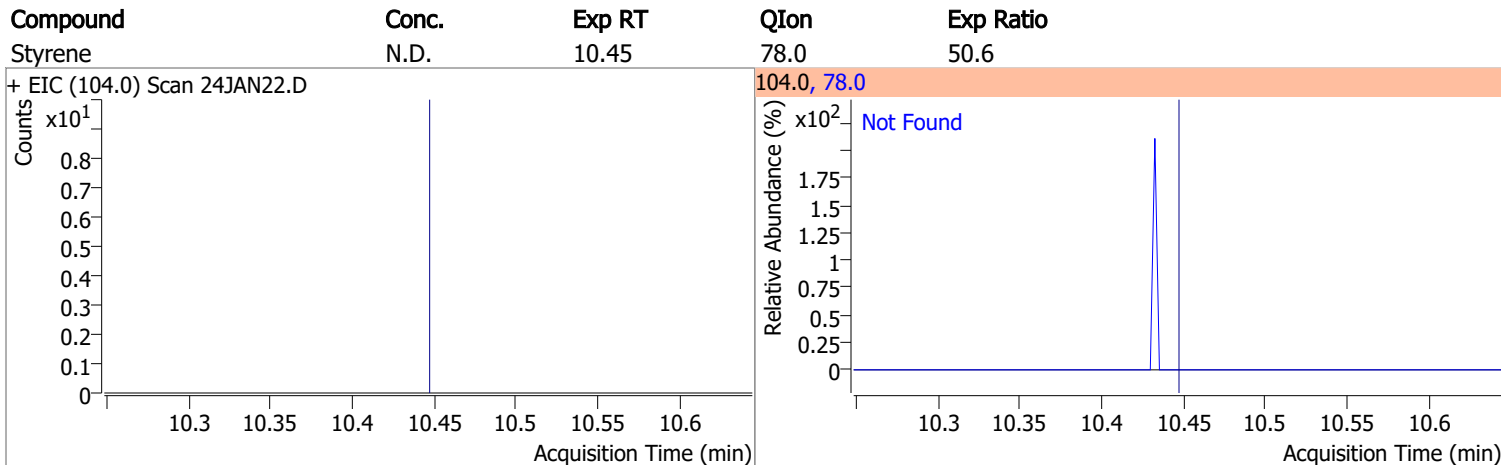 Compound Conc. Exp RT QIon Exp Ratio
Styrene N.D. 10.45 78.0 50.6
+ EIC (104.0) Scan 24JAN22.D
Counts
x10¹
0.8
0.7
0.6
0.5
0.4
0.3
0.2
0.1
0
10.3 10.35 10.4 10.45 10.5 10.55 10.6
Acquisition Time (min)
104.0, 78.0
Relative Abundance (%)
x10²
Not Found
1.75
1.5
1.25
1
0.75
0.5
0.25
0
10.3 10.35 10.4 10.45 10.5 10.55 10.6
Acquisition Time (min)